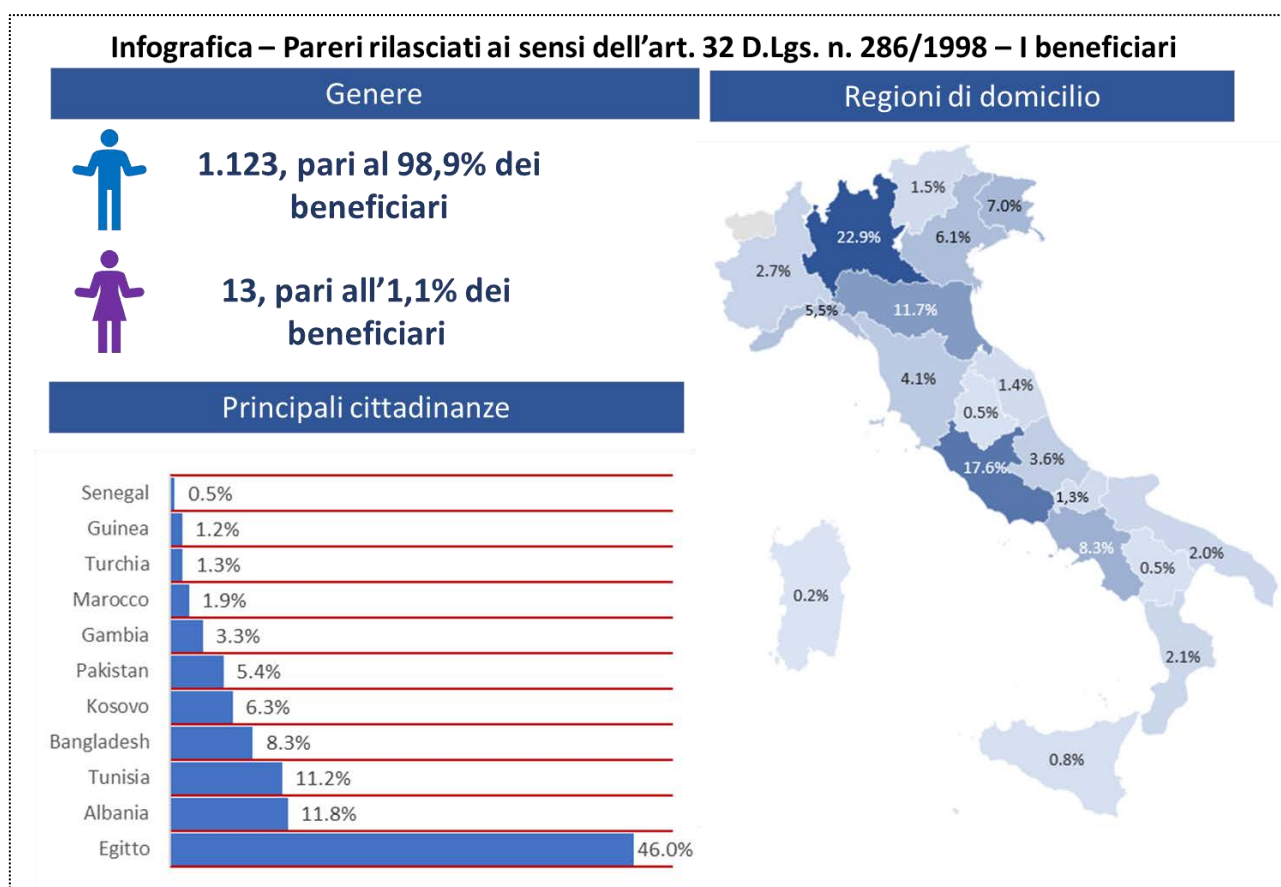 Infografica – Pareri rilasciati ai sensi dell'art. 32 D.Lgs. n. 286/1998 – I beneficiari
Genere
1.123, pari al 98,9% dei
beneficiari
13, pari all'1,1% dei
beneficiari
Principali cittadinanze
Senegal 0.5%
Guinea 1.2%
Turchia 1.3%
Marocco 1.9%
Gambia 3.3%
Pakistan 5.4%
Kosovo 6.3%
Bangladesh 8.3%
Tunisia 11.2%
Albania 11.8%
Egitto 46.0%
Regioni di domicilio
1.5%
7.0%
22.9%
6.1%
2.7%
5,5%
11.7%
4.1%
1.4%
0.5%
3.6%
17.6%
1,3%
8.3%
2.0%
0.5%
0.2%
2.1%
0.8%